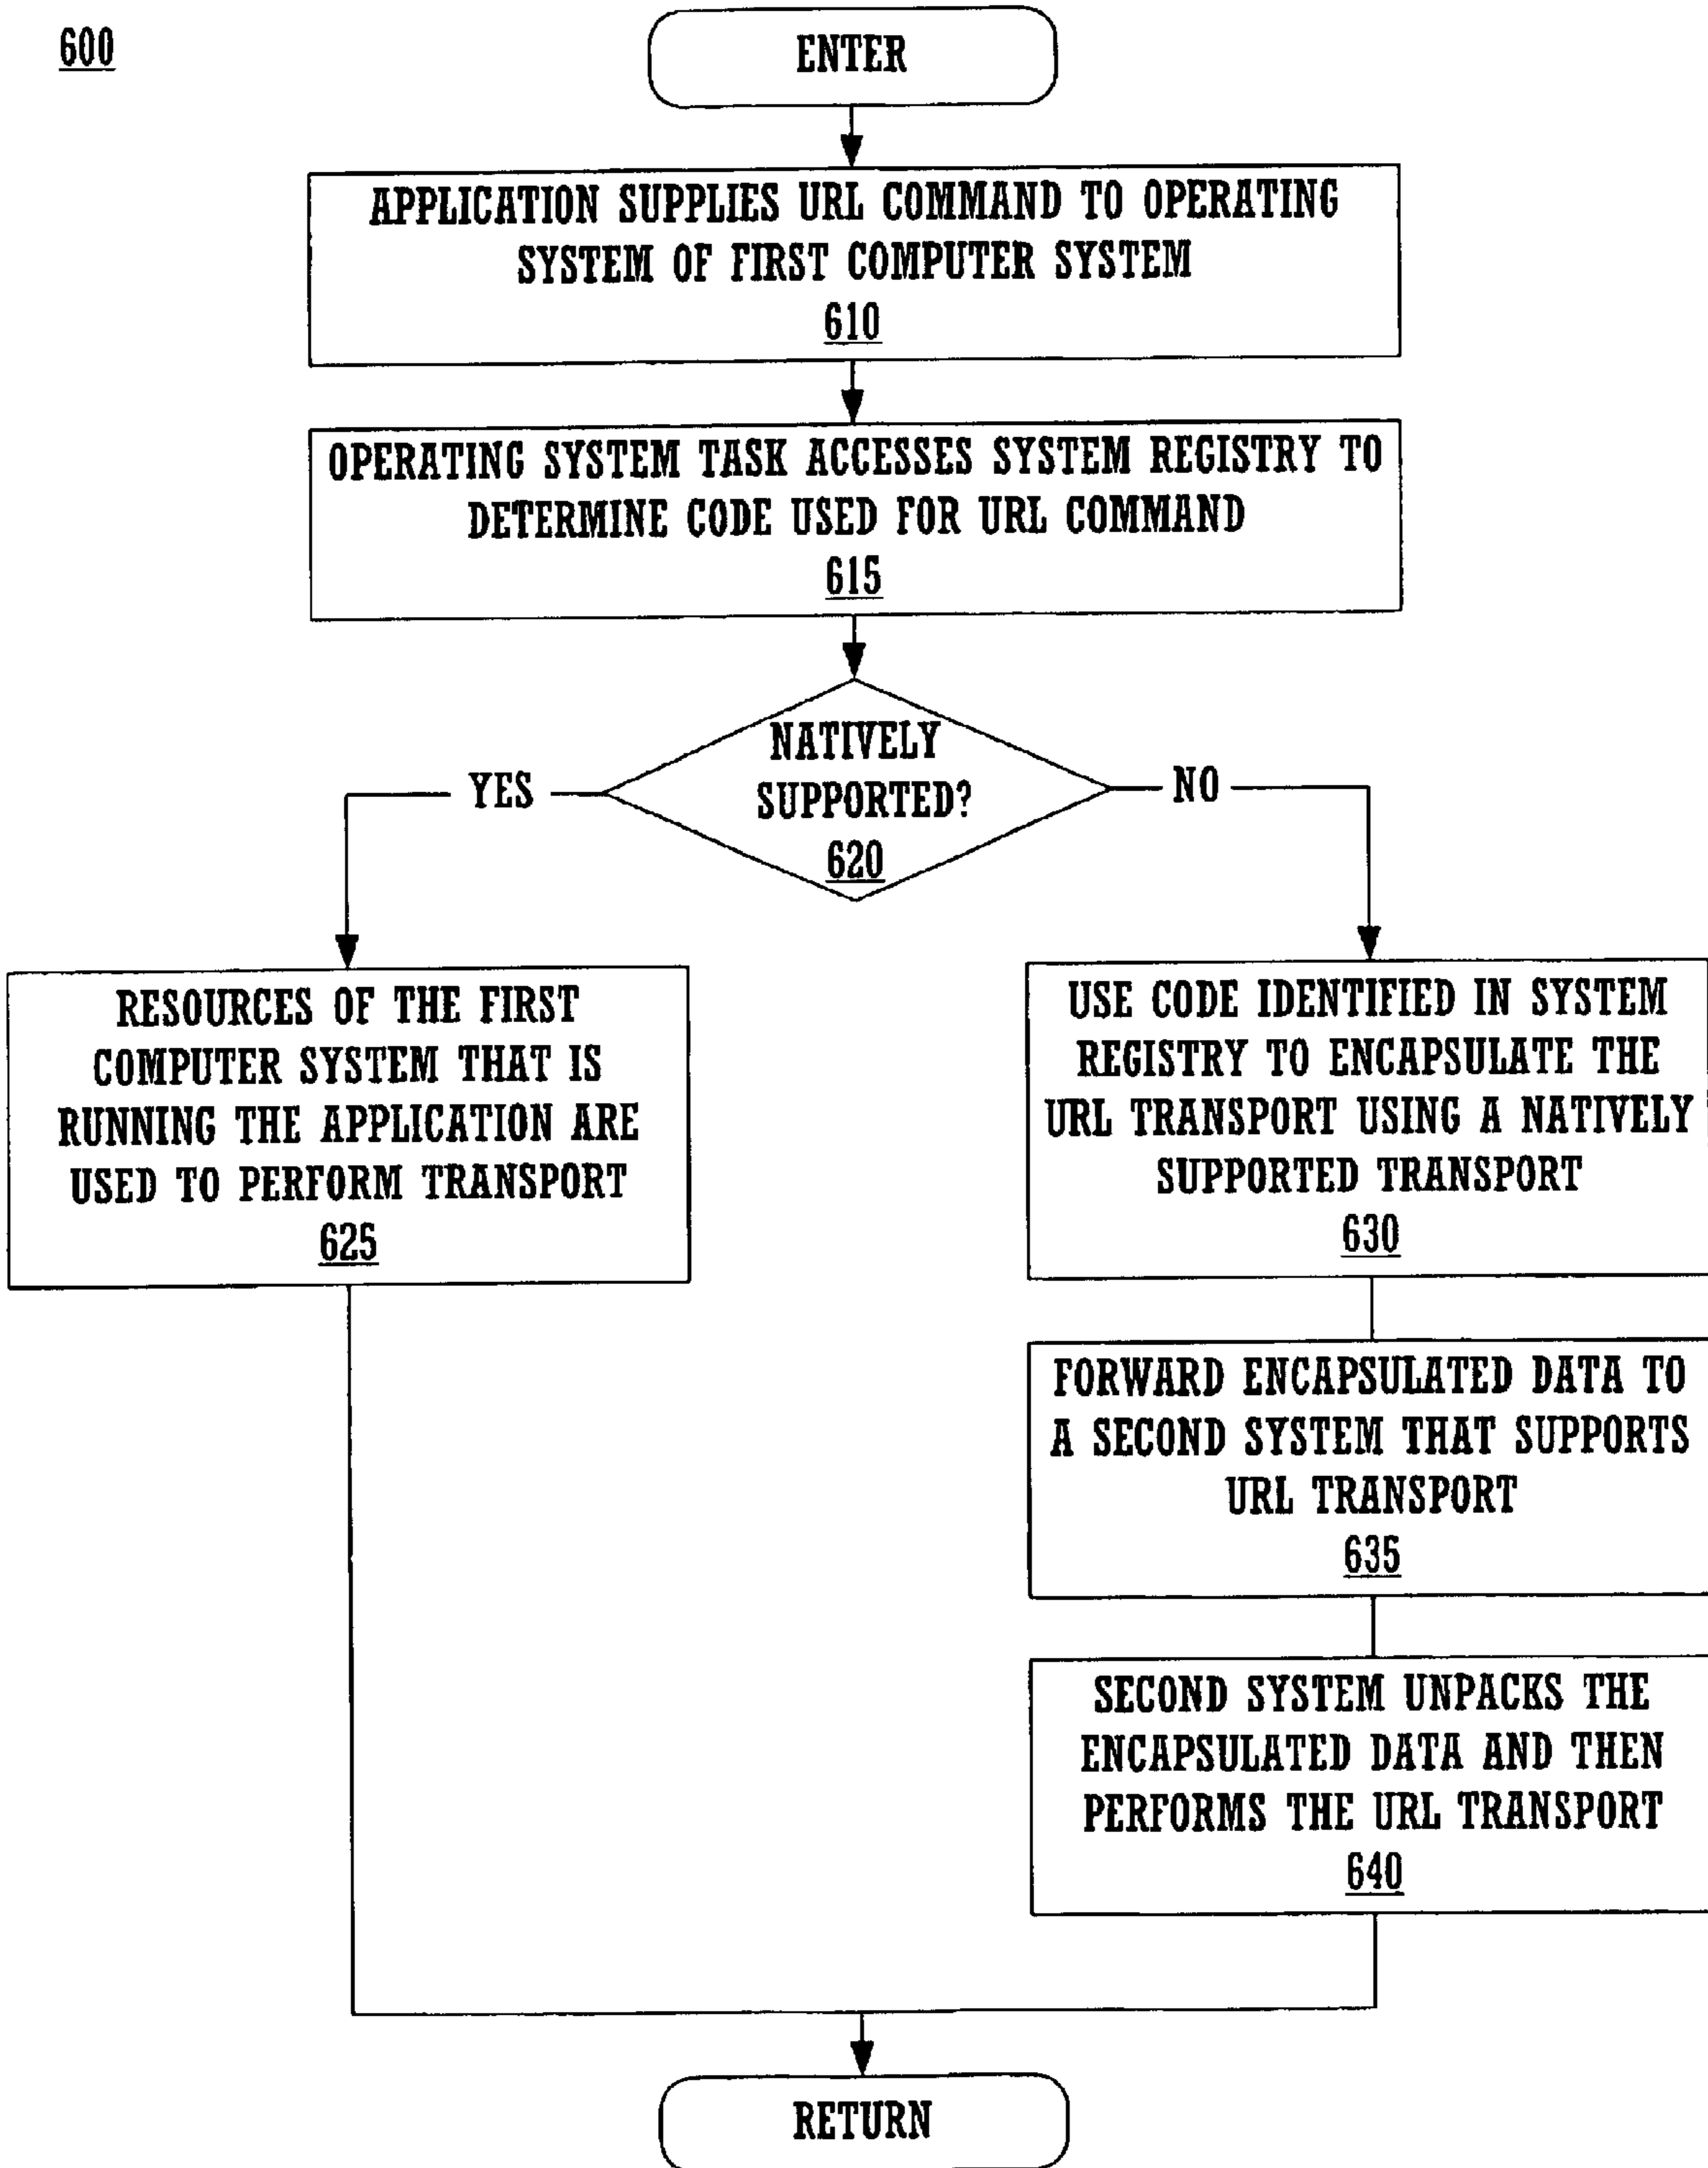 600
ENTER
APPLICATION SUPPLIES URL COMMAND TO OPERATING
SYSTEM OF FIRST COMPUTER SYSTEM
610
OPERATING SYSTEM TASK ACCESSES SYSTEM REGISTRY TO
DETERMINE CODE USED FOR URL COMMAND
615
NATIVELY
SUPPORTED?
620
YES
NO
RESOURCES OF THE FIRST
COMPUTER SYSTEM THAT IS
RUNNING THE APPLICATION ARE
USED TO PERFORM TRANSPORT
625
USE CODE IDENTIFIED IN SYSTEM
REGISTRY TO ENCAPSULATE THE
URL TRANSPORT USING A NATIVELY
SUPPORTED TRANSPORT
630
FORWARD ENCAPSULATED DATA TO
A SECOND SYSTEM THAT SUPPORTS
URL TRANSPORT
635
SECOND SYSTEM UNPACKS THE
ENCAPSULATED DATA AND THEN
PERFORMS THE URL TRANSPORT
640
RETURN